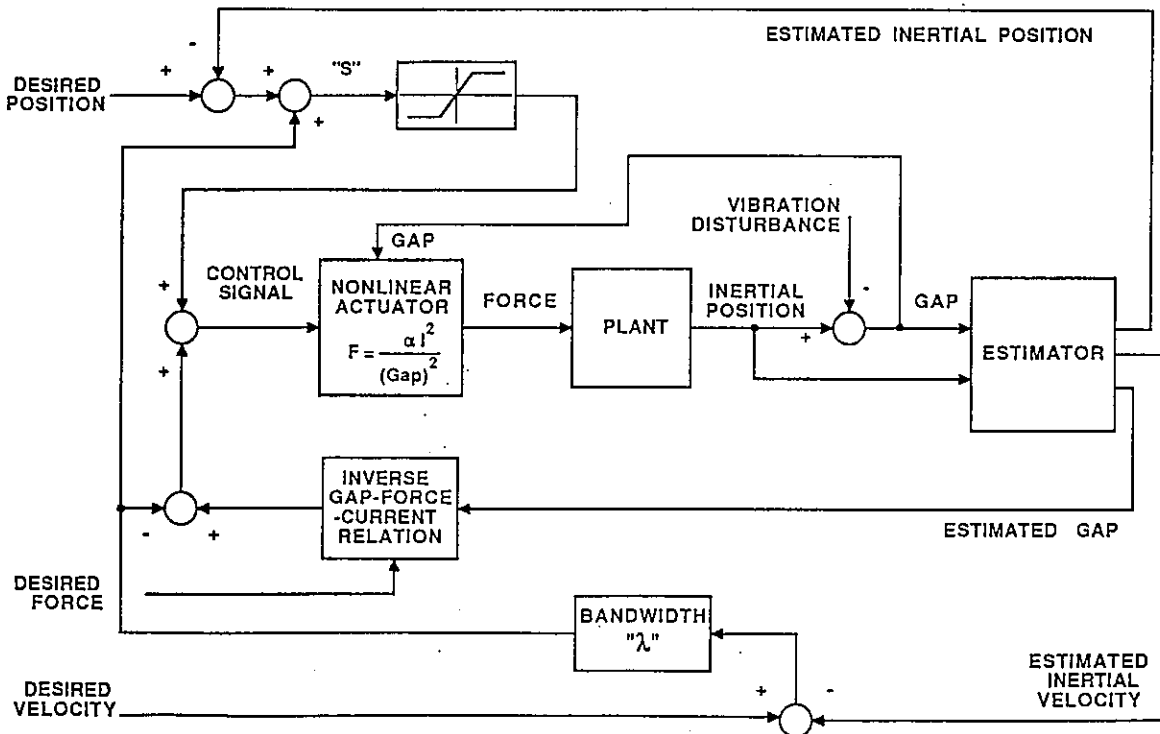 ESTIMATED INERTIAL POSITION
-
+
+
"S"
DESIRED
POSITION
+
VIBRATION
DISTURBANCE
GAP
-
GAP
CONTROL
SIGNAL
+
NONLINEAR
ACTUATOR
F = α I² / (Gap)²
FORCE
PLANT
INERTIAL
POSITION
+
ESTIMATOR
+
INVERSE
GAP-FORCE
-CURRENT
RELATION
-
+
ESTIMATED GAP
DESIRED
FORCE
BANDWIDTH
"λ"
DESIRED
VELOCITY
+
-
ESTIMATED
INERTIAL
VELOCITY